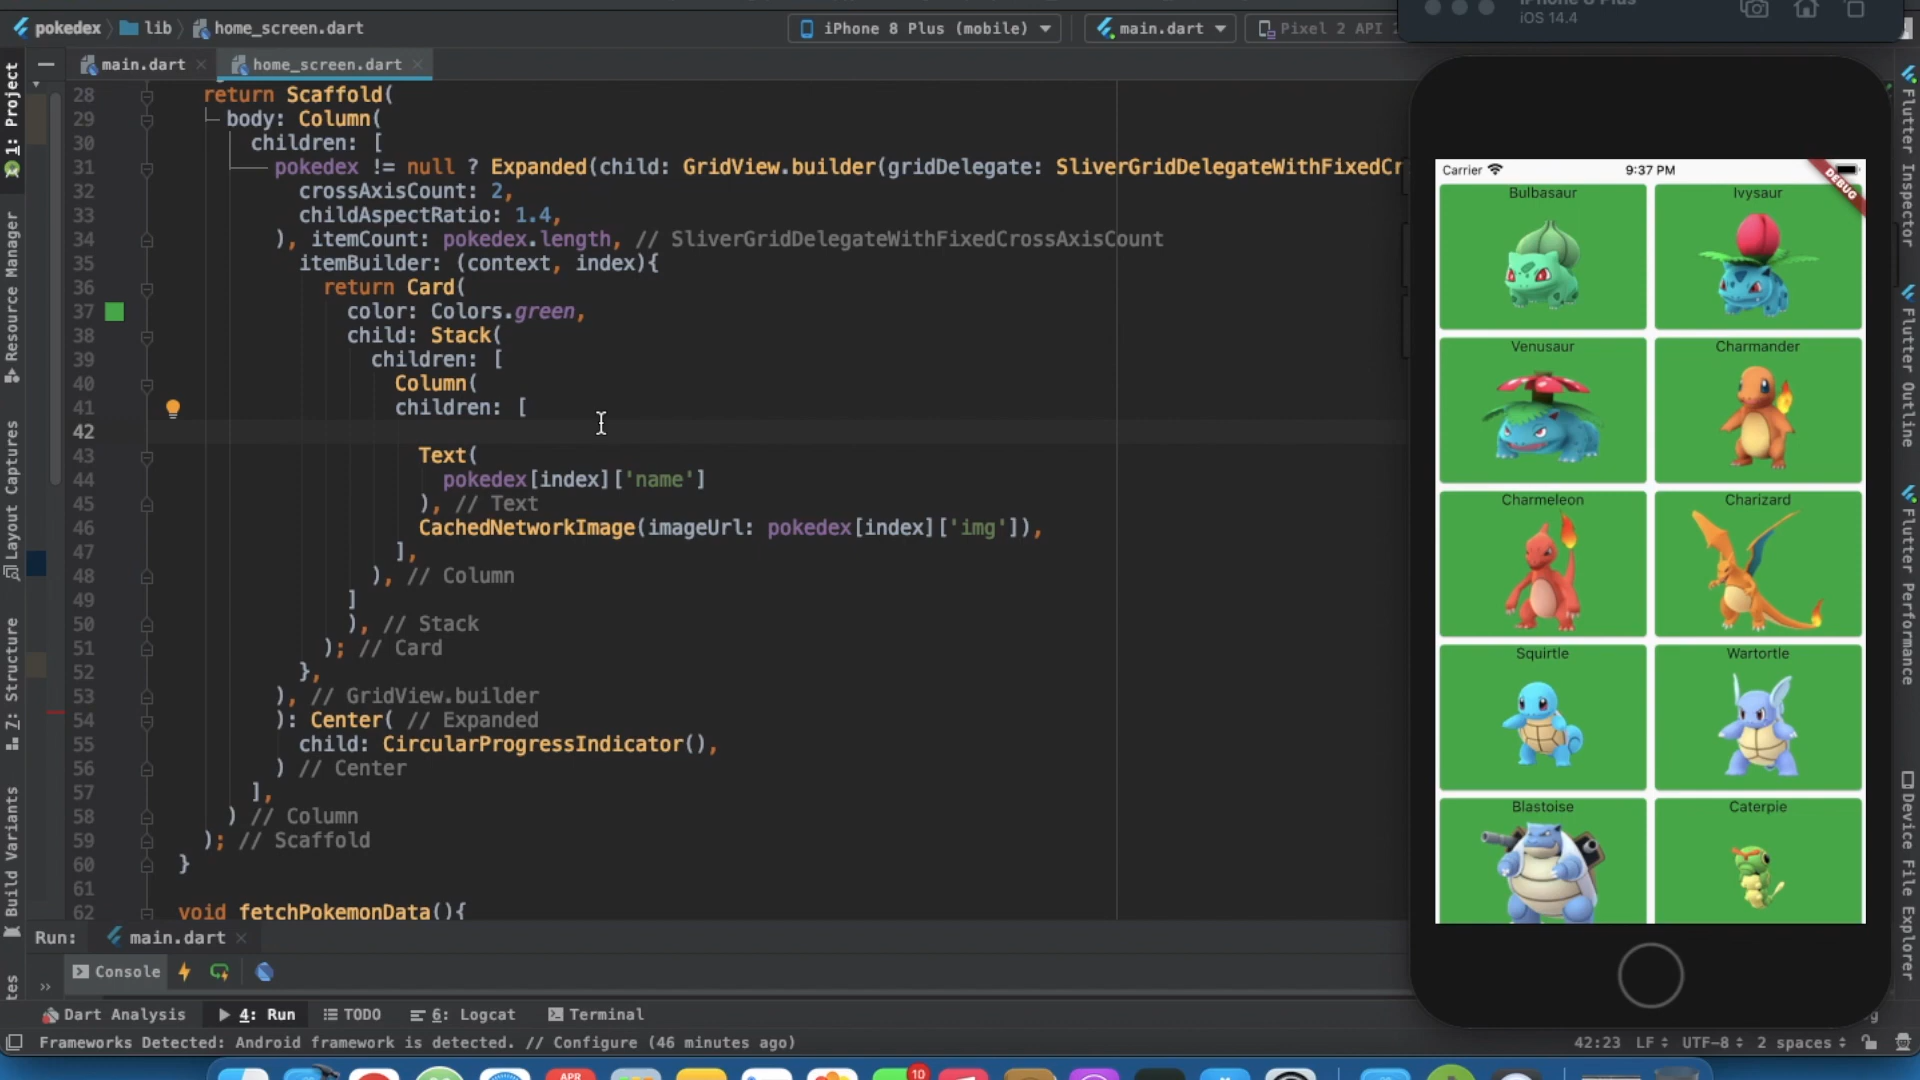 pokedex lib home_screen.dart
iPhone 8 Plus (mobile)
main.dart
Pixel 2 API 2
iOS 14.4
main.dart
home_screen.dart
28 return Scaffold(
29 body: Column(
30 children: [
31 pokedex != null ? Expanded(child: GridView.builder(gridDelegate: SliverGridDelegateWithFixedCr
32 crossAxisCount: 2,
33 childAspectRatio: 1.4,
34 ), itemCount: pokedex.length, // SliverGridDelegateWithFixedCrossAxisCount
35 itemBuilder: (context, index){
36 return Card(
37 color: Colors.green,
38 child: Stack(
39 children: [
40 Column(
41 children: [
42
43 Text(
44 pokedex[index]['name']
45 ), // Text
46 CachedNetworkImage(imageUrl: pokedex[index]['img']),
47 ],
48 ), // Column
49 ]
50 ), // Stack
51 ); // Card
52 },
53 ), // GridView.builder
54 ): Center( // Expanded
55 child: CircularProgressIndicator(),
56 ) // Center
57 ],
58 ) // Column
59 ); // Scaffold
60 }
61
62 void fetchPokemonData(){
1: Project
Resource Manager
Layout Captures
Z: Structure
Build Variants
Run: main.dart
Console
Dart Analysis
4: Run
TODO
6: Logcat
Terminal
Frameworks Detected: Android framework is detected. // Configure (46 minutes ago)
42:23 LF UTF-8 2 spaces
APR
10
Carrier 9:37 PM
DEBUG
Bulbasaur Ivysaur
Venusaur Charmander
Charmeleon Charizard
Squirtle Wartortle
Blastoise Caterpie
Flutter Inspector
Flutter Outline
Flutter Performance
Device File Explorer